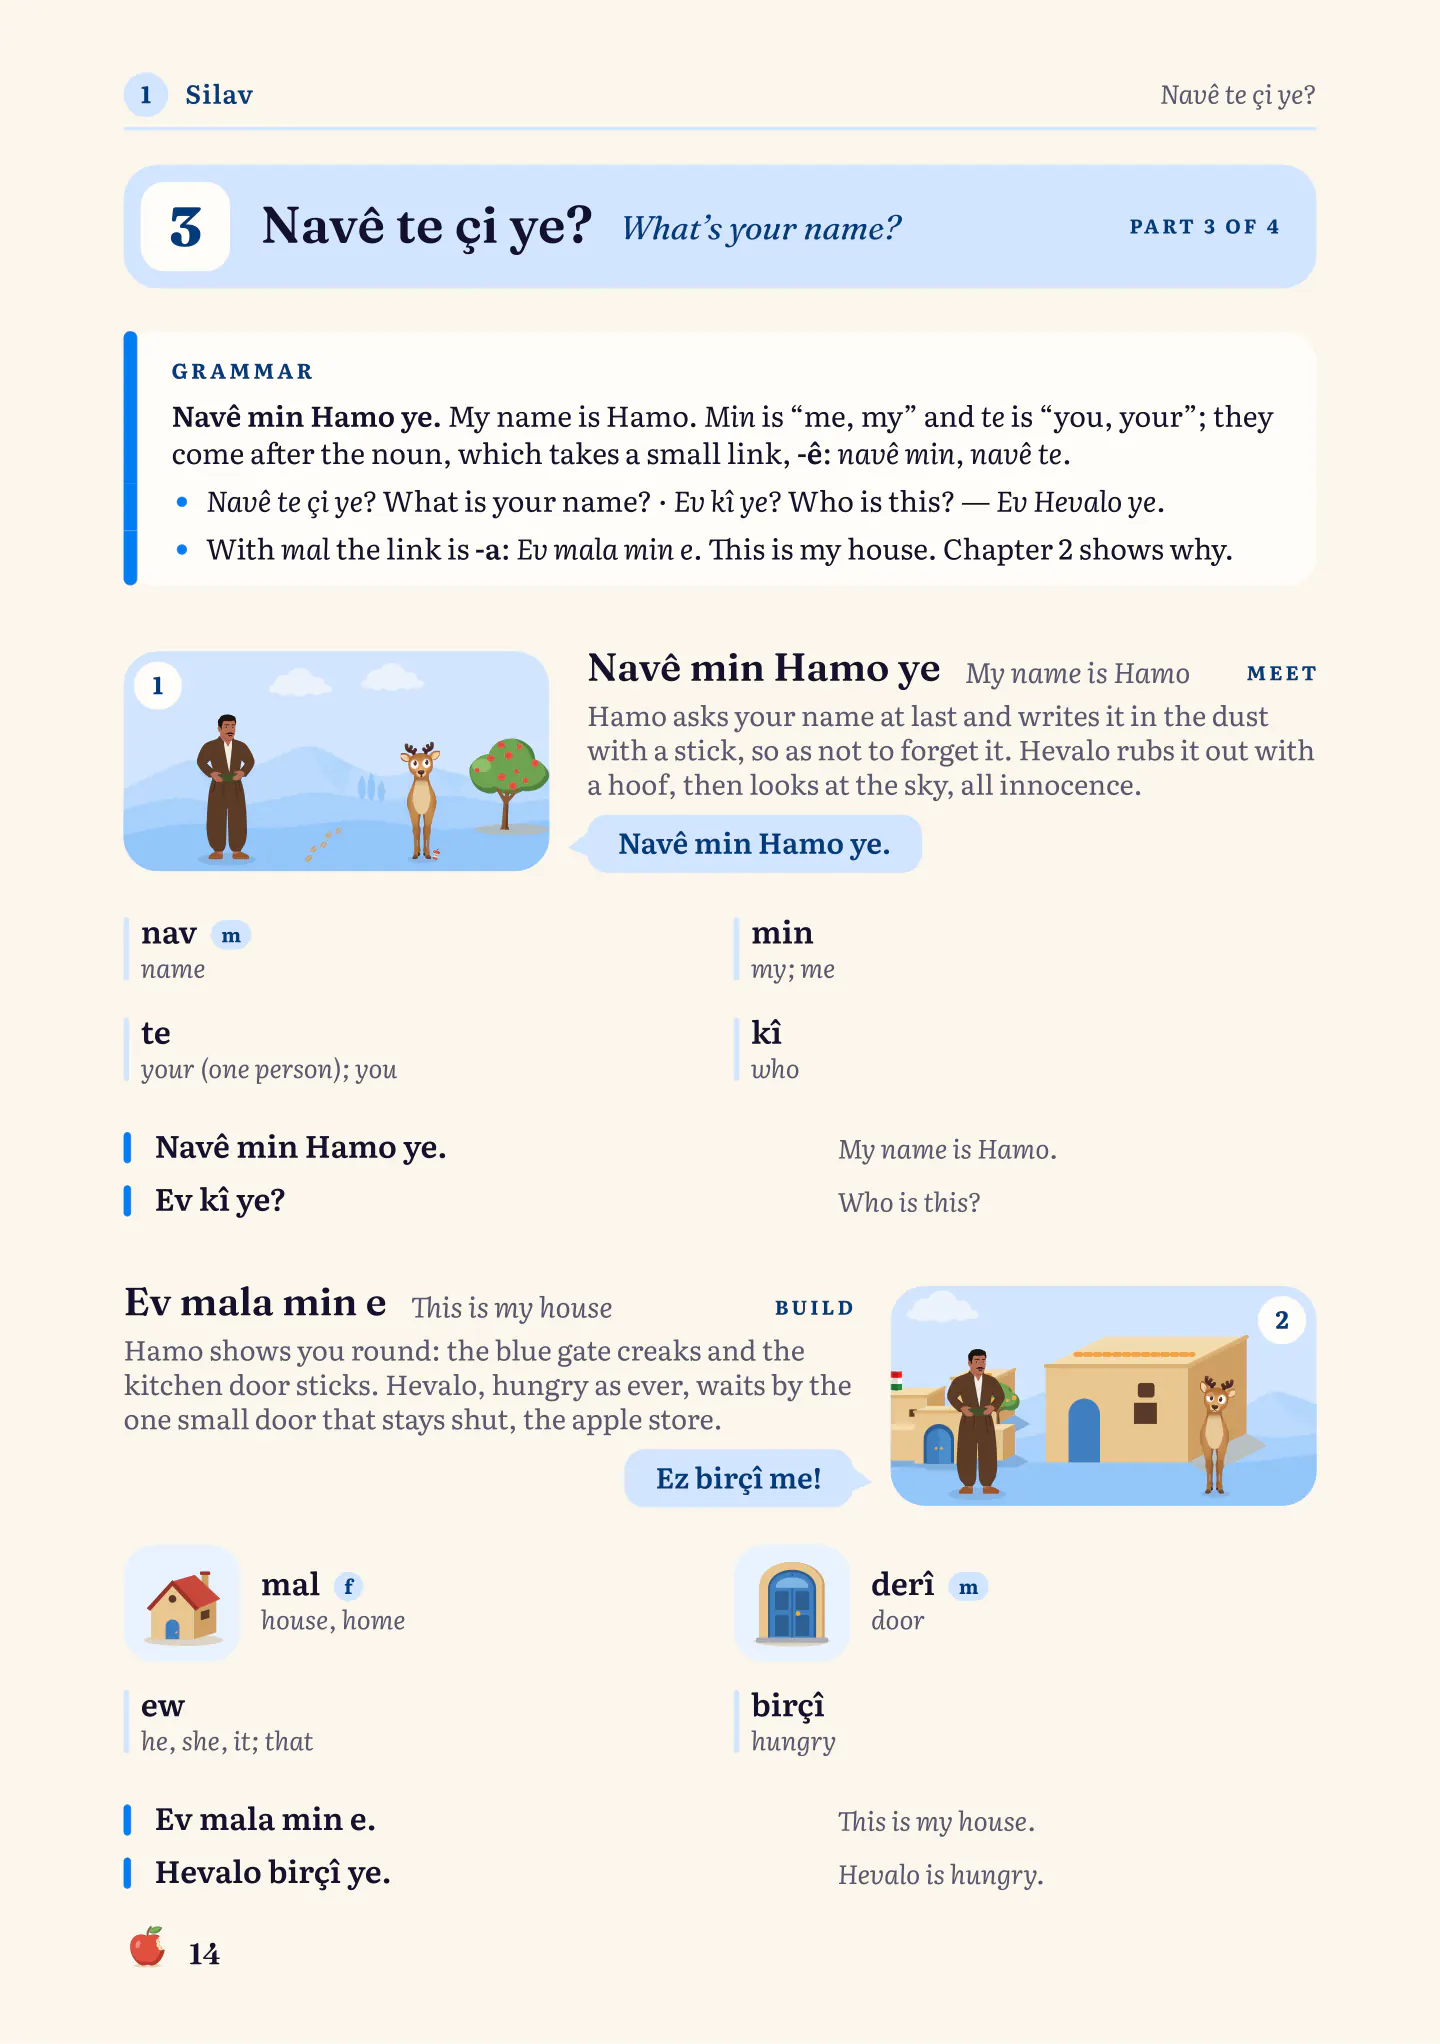 1 Silav
Navê te çi ye?
3 Navê te çi ye? What's your name? PART 3 OF 4
GRAMMAR
Navê min Hamo ye. My name is Hamo. Min is “me, my” and te is “you, your”; they
come after the noun, which takes a small link, -ê: navê min, navê te.
• Navê te çi ye? What is your name? · Ev kî ye? Who is this? — Ev Hevalo ye.
• With mal the link is -a: Ev mala min e. This is my house. Chapter 2 shows why.
1
Navê min Hamo ye My name is Hamo MEET
Hamo asks your name at last and writes it in the dust
with a stick, so as not to forget it. Hevalo rubs it out with
a hoof, then looks at the sky, all innocence.
Navê min Hamo ye.
nav m
name
min
my; me
te
your (one person); you
kî
who
Navê min Hamo ye. My name is Hamo.
Ev kî ye? Who is this?
Ev mala min e This is my house BUILD
Hamo shows you round: the blue gate creaks and the
kitchen door sticks. Hevalo, hungry as ever, waits by the
one small door that stays shut, the apple store.
Ez birçî me!
2
mal f
house, home
derî m
door
ew
he, she, it; that
birçî
hungry
Ev mala min e. This is my house.
Hevalo birçî ye. Hevalo is hungry.
14